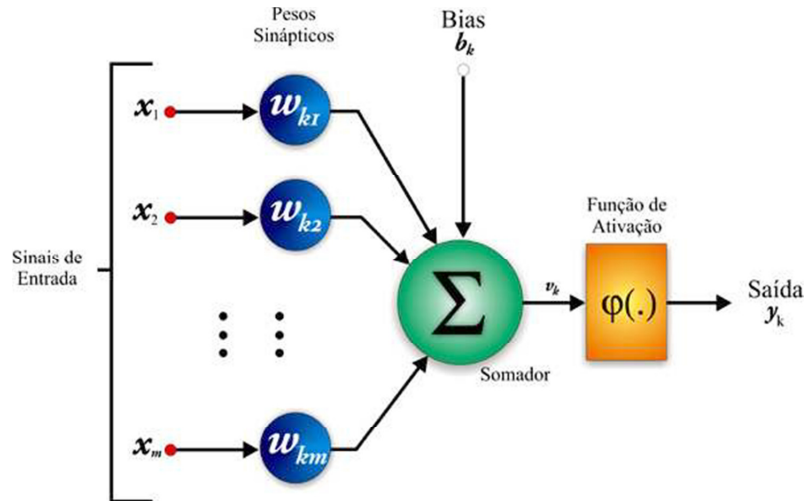 Pesos
Sinápticos
Bias
b_k
x_1
w_k1
x_2
w_k2
Sinais de
Entrada
Σ
Somador
v_k
Função de
Ativação
φ(.)
Saída
y_k
x_m
w_km